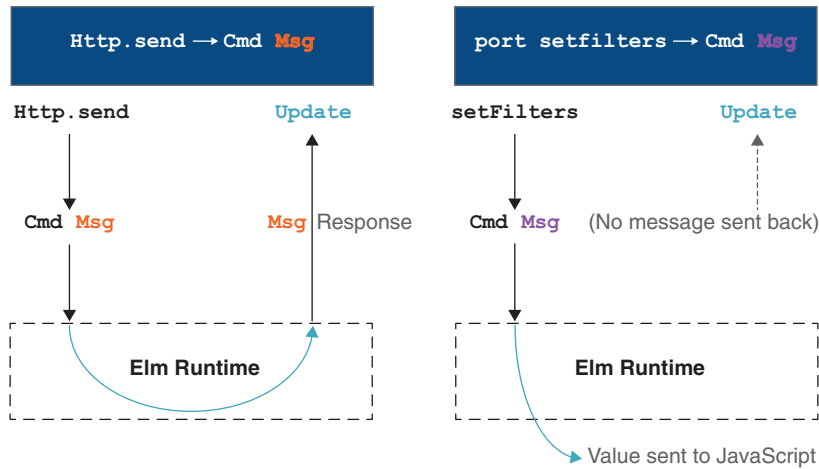 Http.send → Cmd Msg
Http.send
Update
Cmd Msg
Msg Response
Elm Runtime
port setfilters → Cmd Msg
setFilters
Update
Cmd Msg
(No message sent back)
Elm Runtime
Value sent to JavaScript